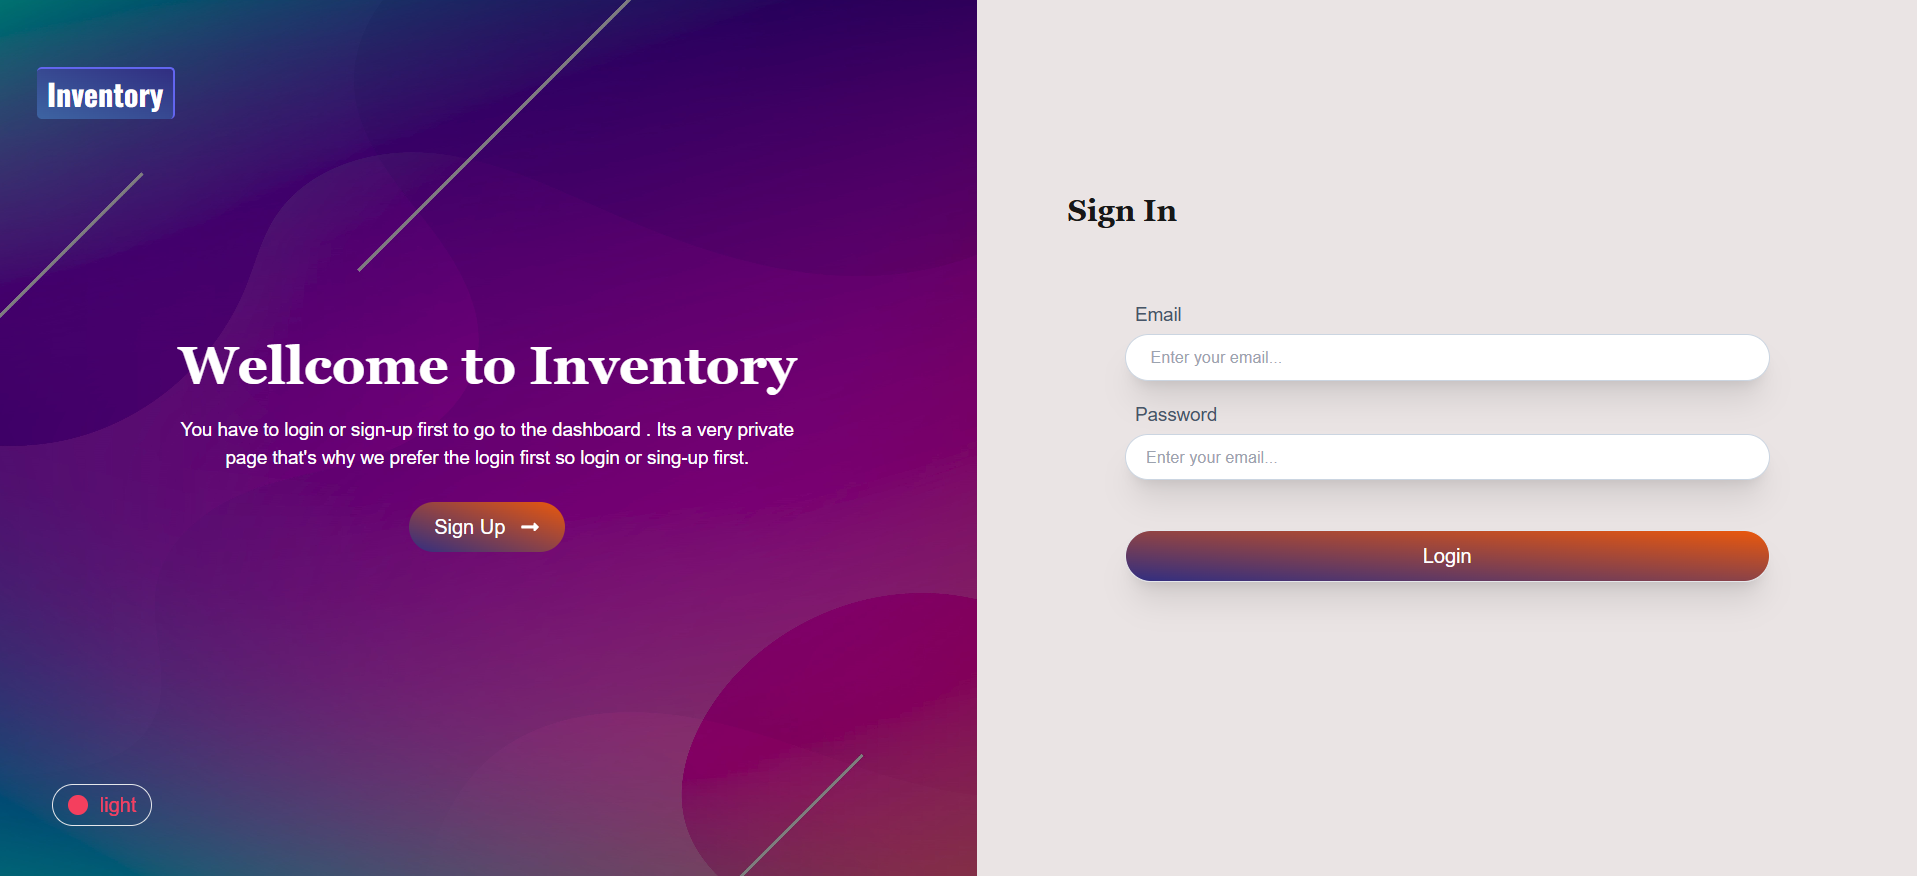 Inventory
Wellcome to Inventory
You have to login or sign-up first to go to the dashboard . Its a very private
page that's why we prefer the login first so login or sing-up first.
Sign Up
light
Sign In
Email
Enter your email...
Password
Enter your email...
Login